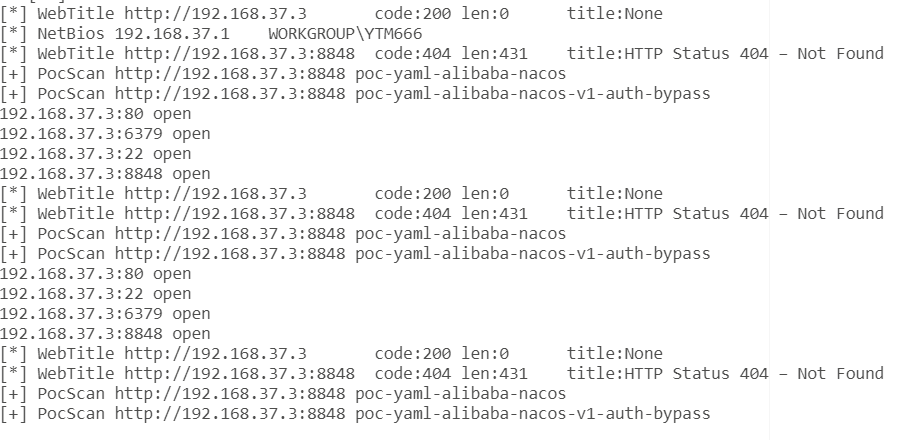 [*] WebTitle http://192.168.37.3 code:200 len:0 title:None
[*] NetBios 192.168.37.1 WORKGROUP\YTM666
[*] WebTitle http://192.168.37.3:8848 code:404 len:431 title:HTTP Status 404 – Not Found
[+] PocScan http://192.168.37.3:8848 poc-yaml-alibaba-nacos
[+] PocScan http://192.168.37.3:8848 poc-yaml-alibaba-nacos-v1-auth-bypass
192.168.37.3:80 open
192.168.37.3:6379 open
192.168.37.3:22 open
192.168.37.3:8848 open
[*] WebTitle http://192.168.37.3 code:200 len:0 title:None
[*] WebTitle http://192.168.37.3:8848 code:404 len:431 title:HTTP Status 404 – Not Found
[+] PocScan http://192.168.37.3:8848 poc-yaml-alibaba-nacos
[+] PocScan http://192.168.37.3:8848 poc-yaml-alibaba-nacos-v1-auth-bypass
192.168.37.3:80 open
192.168.37.3:22 open
192.168.37.3:6379 open
192.168.37.3:8848 open
[*] WebTitle http://192.168.37.3 code:200 len:0 title:None
[*] WebTitle http://192.168.37.3:8848 code:404 len:431 title:HTTP Status 404 – Not Found
[+] PocScan http://192.168.37.3:8848 poc-yaml-alibaba-nacos
[+] PocScan http://192.168.37.3:8848 poc-yaml-alibaba-nacos-v1-auth-bypass